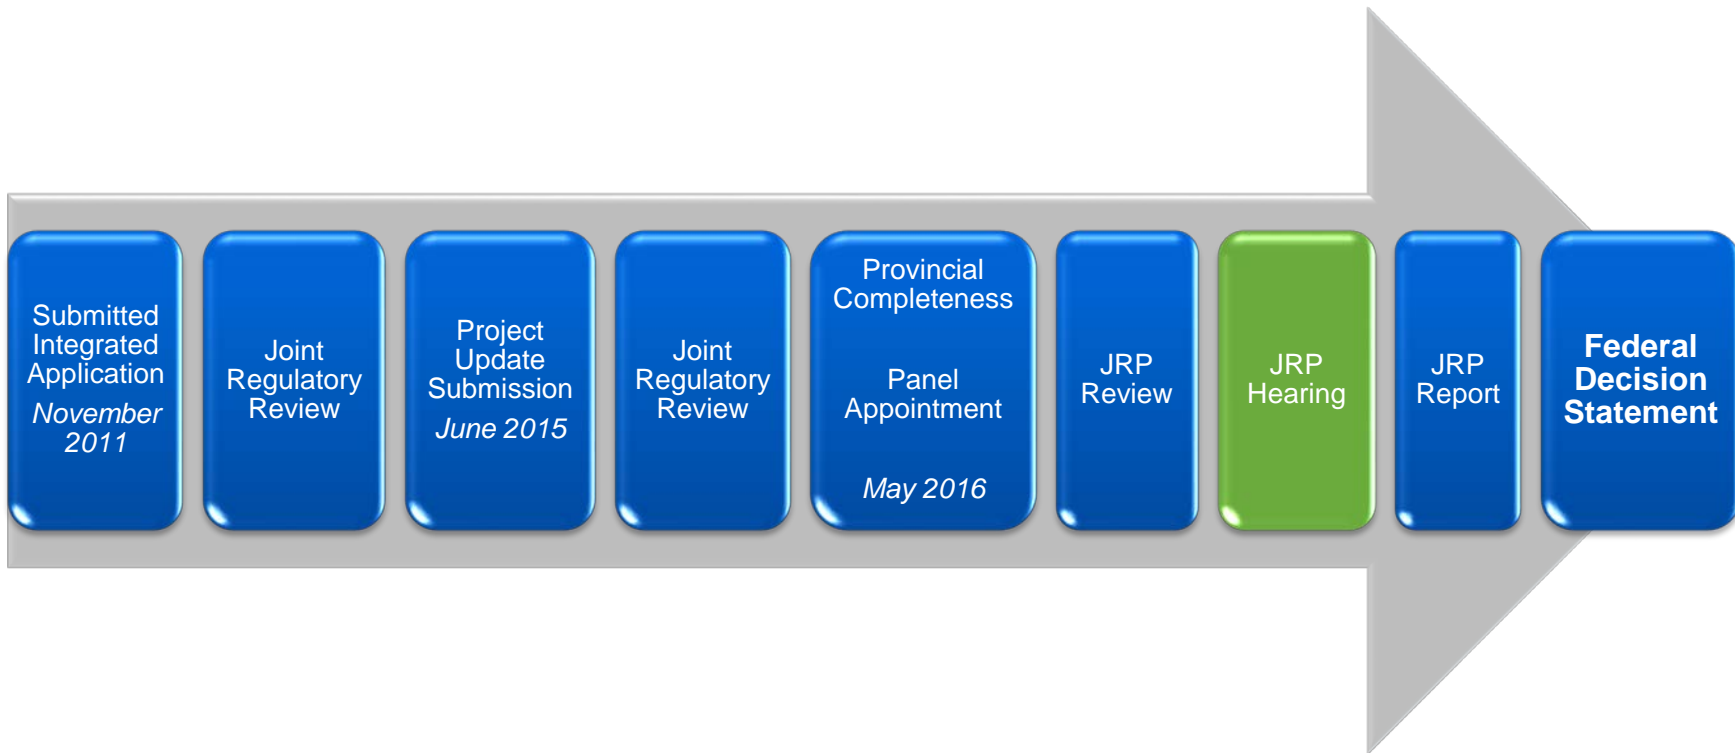 Submitted
Integrated
Application
November
2011
Joint
Regulatory
Review
Project
Update
Submission
June 2015
Joint
Regulatory
Review
Provincial
Completeness
Panel
Appointment
May 2016
JRP
Review
JRP
Hearing
JRP
Report
Federal
Decision
Statement